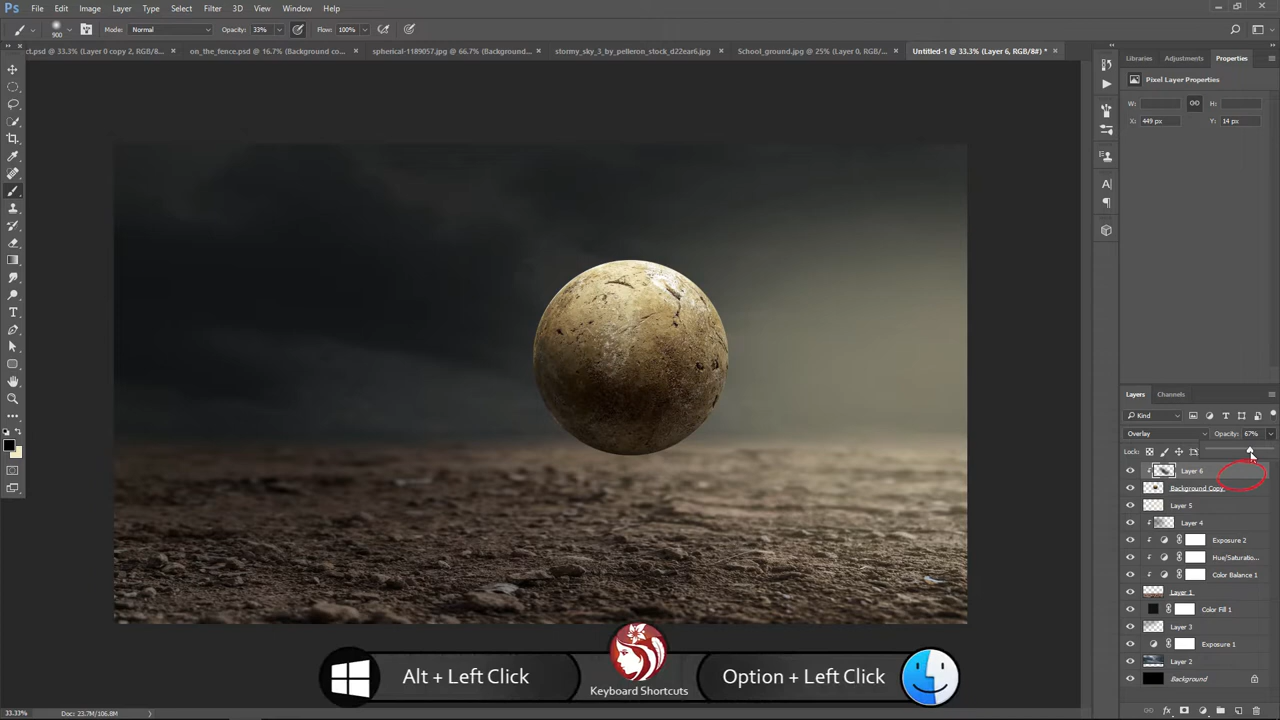 Ps File Edit Image Layer Type Select Filter 3D View Window Help
900 Mode: Normal Opacity: 33% Flow: 100%
ct.psd @ 33.3% (Layer 0 copy 2, RGB/8... × on_the_fence.psd @ 16.7% (Background co... × spherical-1189057.jpg @ 66.7% (Background... × stormy_sky_3_by_pelleron_stock_d22ear6.jpg × School_ground.jpg @ 25% (Layer 0, RGB/8... × Untitled-1 @ 33.3% (Layer 6, RGB/8#) * ×
Libraries Adjustments Properties
Pixel Layer Properties
W: H:
X: 449 px Y: 14 px
Layers Channels
Kind
Overlay Opacity: 67%
Lock:
Layer 6
Background Copy
Layer 5
Layer 4
Exposure 2
Hue/Saturatio...
Color Balance 1
Layer 1
Color Fill 1
Layer 3
Exposure 1
Layer 2
Background
Alt + Left Click
Keyboard Shortcuts
Option + Left Click
33.33% Doc: 23.7M/106.8M